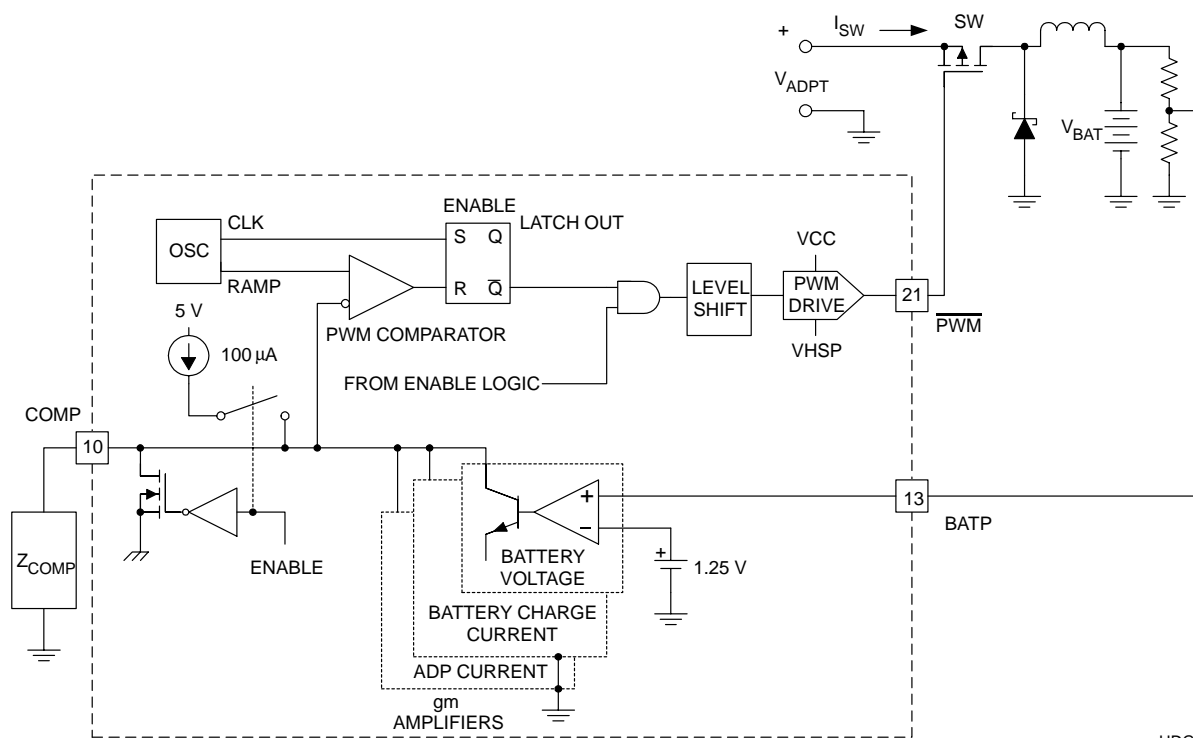 +
I_SW
SW
V_ADPT
V_BAT
ENABLE
CLK
LATCH OUT
OSC
S
Q
RAMP
R
Q̅
VCC
LEVEL
SHIFT
PWM
DRIVE
21
P̅W̅M̅
5 V
PWM COMPARATOR
VHSP
100 µA
FROM ENABLE LOGIC
COMP
10
+
13
–
BATP
Z_COMP
ENABLE
BATTERY
VOLTAGE
+
1.25 V
BATTERY CHARGE
CURRENT
ADP CURRENT
gm
AMPLIFIERS